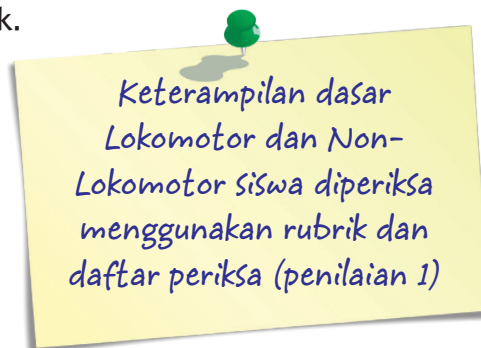 k.
Keterampilan dasar
Lokomotor dan Non-
Lokomotor siswa diperiksa
menggunakan rubrik dan
daftar periksa (penilaian 1)